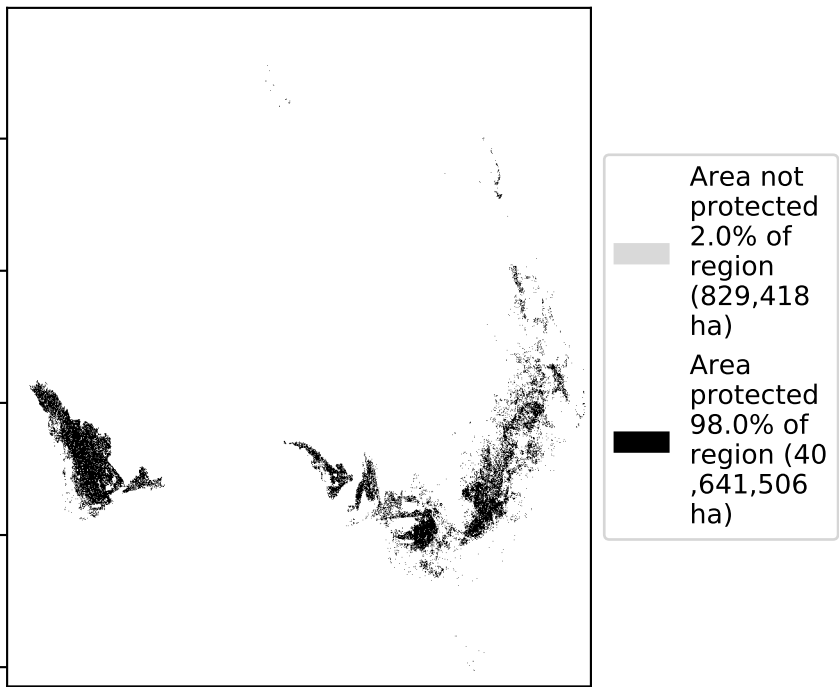 Area not
protected
2.0% of
region
(829,418
ha)
Area
protected
98.0% of
region (40
,641,506
ha)